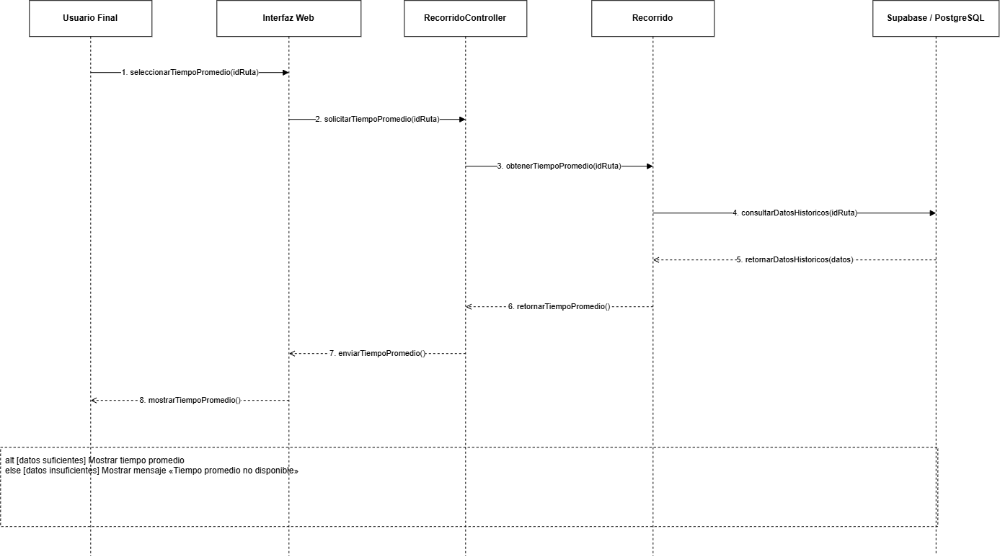 Usuario Final
Interfaz Web
RecorridoController
Recorrido
Supabase / PostgreSQL
1. seleccionarTiempoPromedio(idRuta)
2. solicitarTiempoPromedio(idRuta)
3. obtenerTiempoPromedio(idRuta)
4. consultarDatosHistoricos(idRuta)
5. retornarDatosHistoricos(datos)
6. retornarTiempoPromedio()
7. enviarTiempoPromedio()
8. mostrarTiempoPromedio()
alt [datos suficientes] Mostrar tiempo promedio
else [datos insuficientes] Mostrar mensaje «Tiempo promedio no disponible»